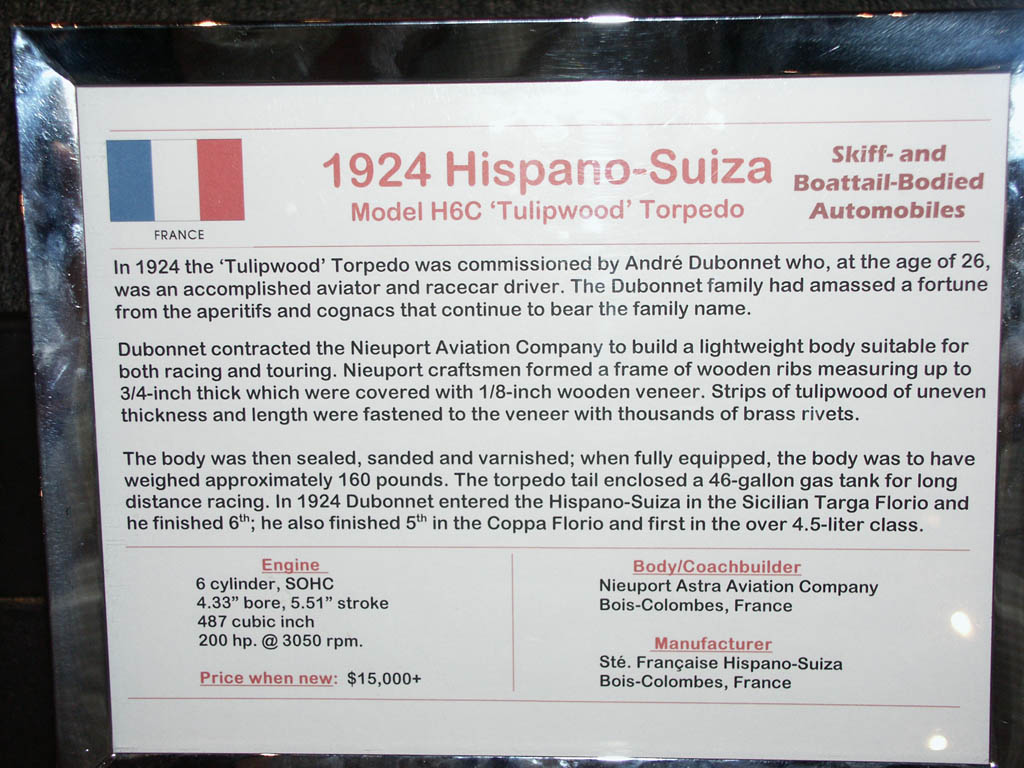 FRANCE
1924 Hispano-Suiza
Model H6C ‘Tulipwood’ Torpedo
Skiff- and
Boattail-Bodied
Automobiles
In 1924 the ‘Tulipwood’ Torpedo was commissioned by André Dubonnet who, at the age of 26,
was an accomplished aviator and racecar driver. The Dubonnet family had amassed a fortune
from the aperitifs and cognacs that continue to bear the family name.
Dubonnet contracted the Nieuport Aviation Company to build a lightweight body suitable for
both racing and touring. Nieuport craftsmen formed a frame of wooden ribs measuring up to
3/4-inch thick which were covered with 1/8-inch wooden veneer. Strips of tulipwood of uneven
thickness and length were fastened to the veneer with thousands of brass rivets.
The body was then sealed, sanded and varnished; when fully equipped, the body was to have
weighed approximately 160 pounds. The torpedo tail enclosed a 46-gallon gas tank for long
distance racing. In 1924 Dubonnet entered the Hispano-Suiza in the Sicilian Targa Florio and
he finished 6th; he also finished 5th in the Coppa Florio and first in the over 4.5-liter class.
Engine
6 cylinder, SOHC
4.33” bore, 5.51” stroke
487 cubic inch
200 hp. @ 3050 rpm.
Price when new: $15,000+
Body/Coachbuilder
Nieuport Astra Aviation Company
Bois-Colombes, France
Manufacturer
Sté. Française Hispano-Suiza
Bois-Colombes, France